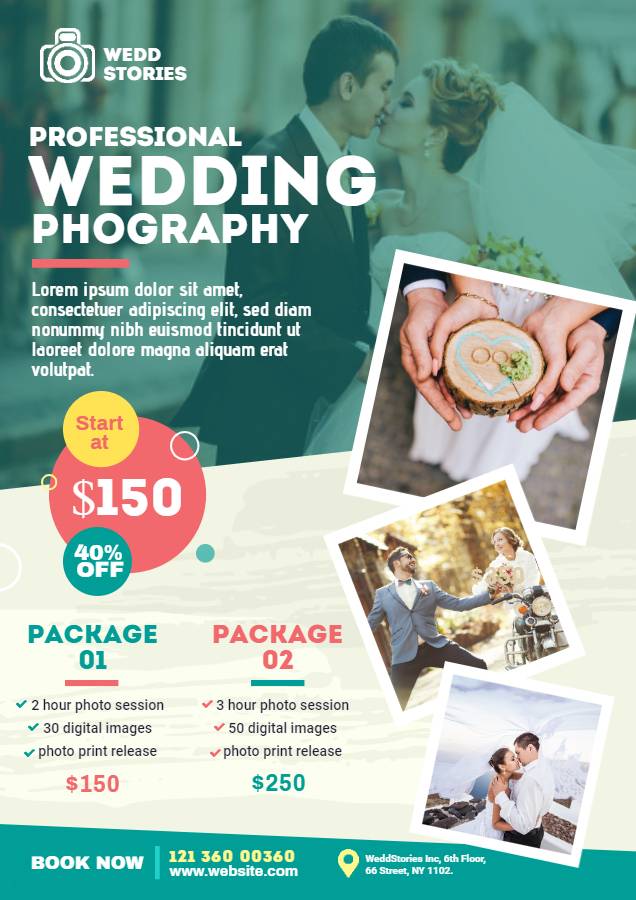 WEDD
STORIES
PROFESSIONAL
WEDDING
PHOGRAPHY
Lorem ipsum dolor sit amet,
consectetuer adipiscing elit, sed diam
nonummy nibh euismod tincidunt ut
laoreet dolore magna aliquam erat
volutpat.
Start
at
$150
40%
OFF
PACKAGE
01
2 hour photo session
30 digital images
photo print release
$150
PACKAGE
02
3 hour photo session
50 digital images
photo print release
$250
BOOK NOW
121 360 00360
www.website.com
WeddStories Inc, 6th Floor,
66 Street, NY 1102.